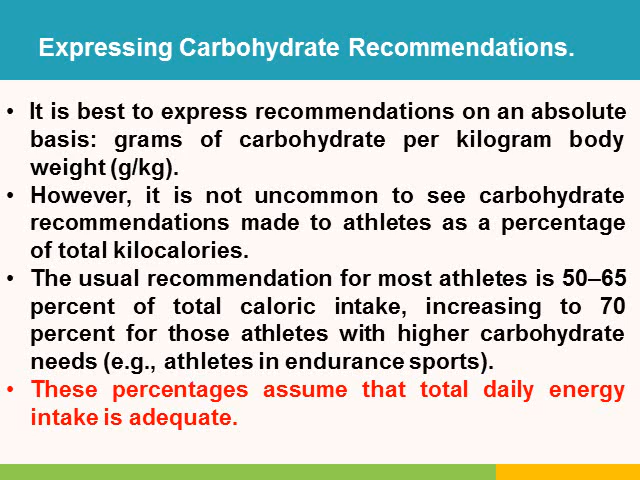 Expressing Carbohydrate Recommendations.
• It is best to express recommendations on an absolute
basis: grams of carbohydrate per kilogram body
weight (g/kg).
• However, it is not uncommon to see carbohydrate
recommendations made to athletes as a percentage
of total kilocalories.
• The usual recommendation for most athletes is 50–65
percent of total caloric intake, increasing to 70
percent for those athletes with higher carbohydrate
needs (e.g., athletes in endurance sports).
• These percentages assume that total daily energy
intake is adequate.